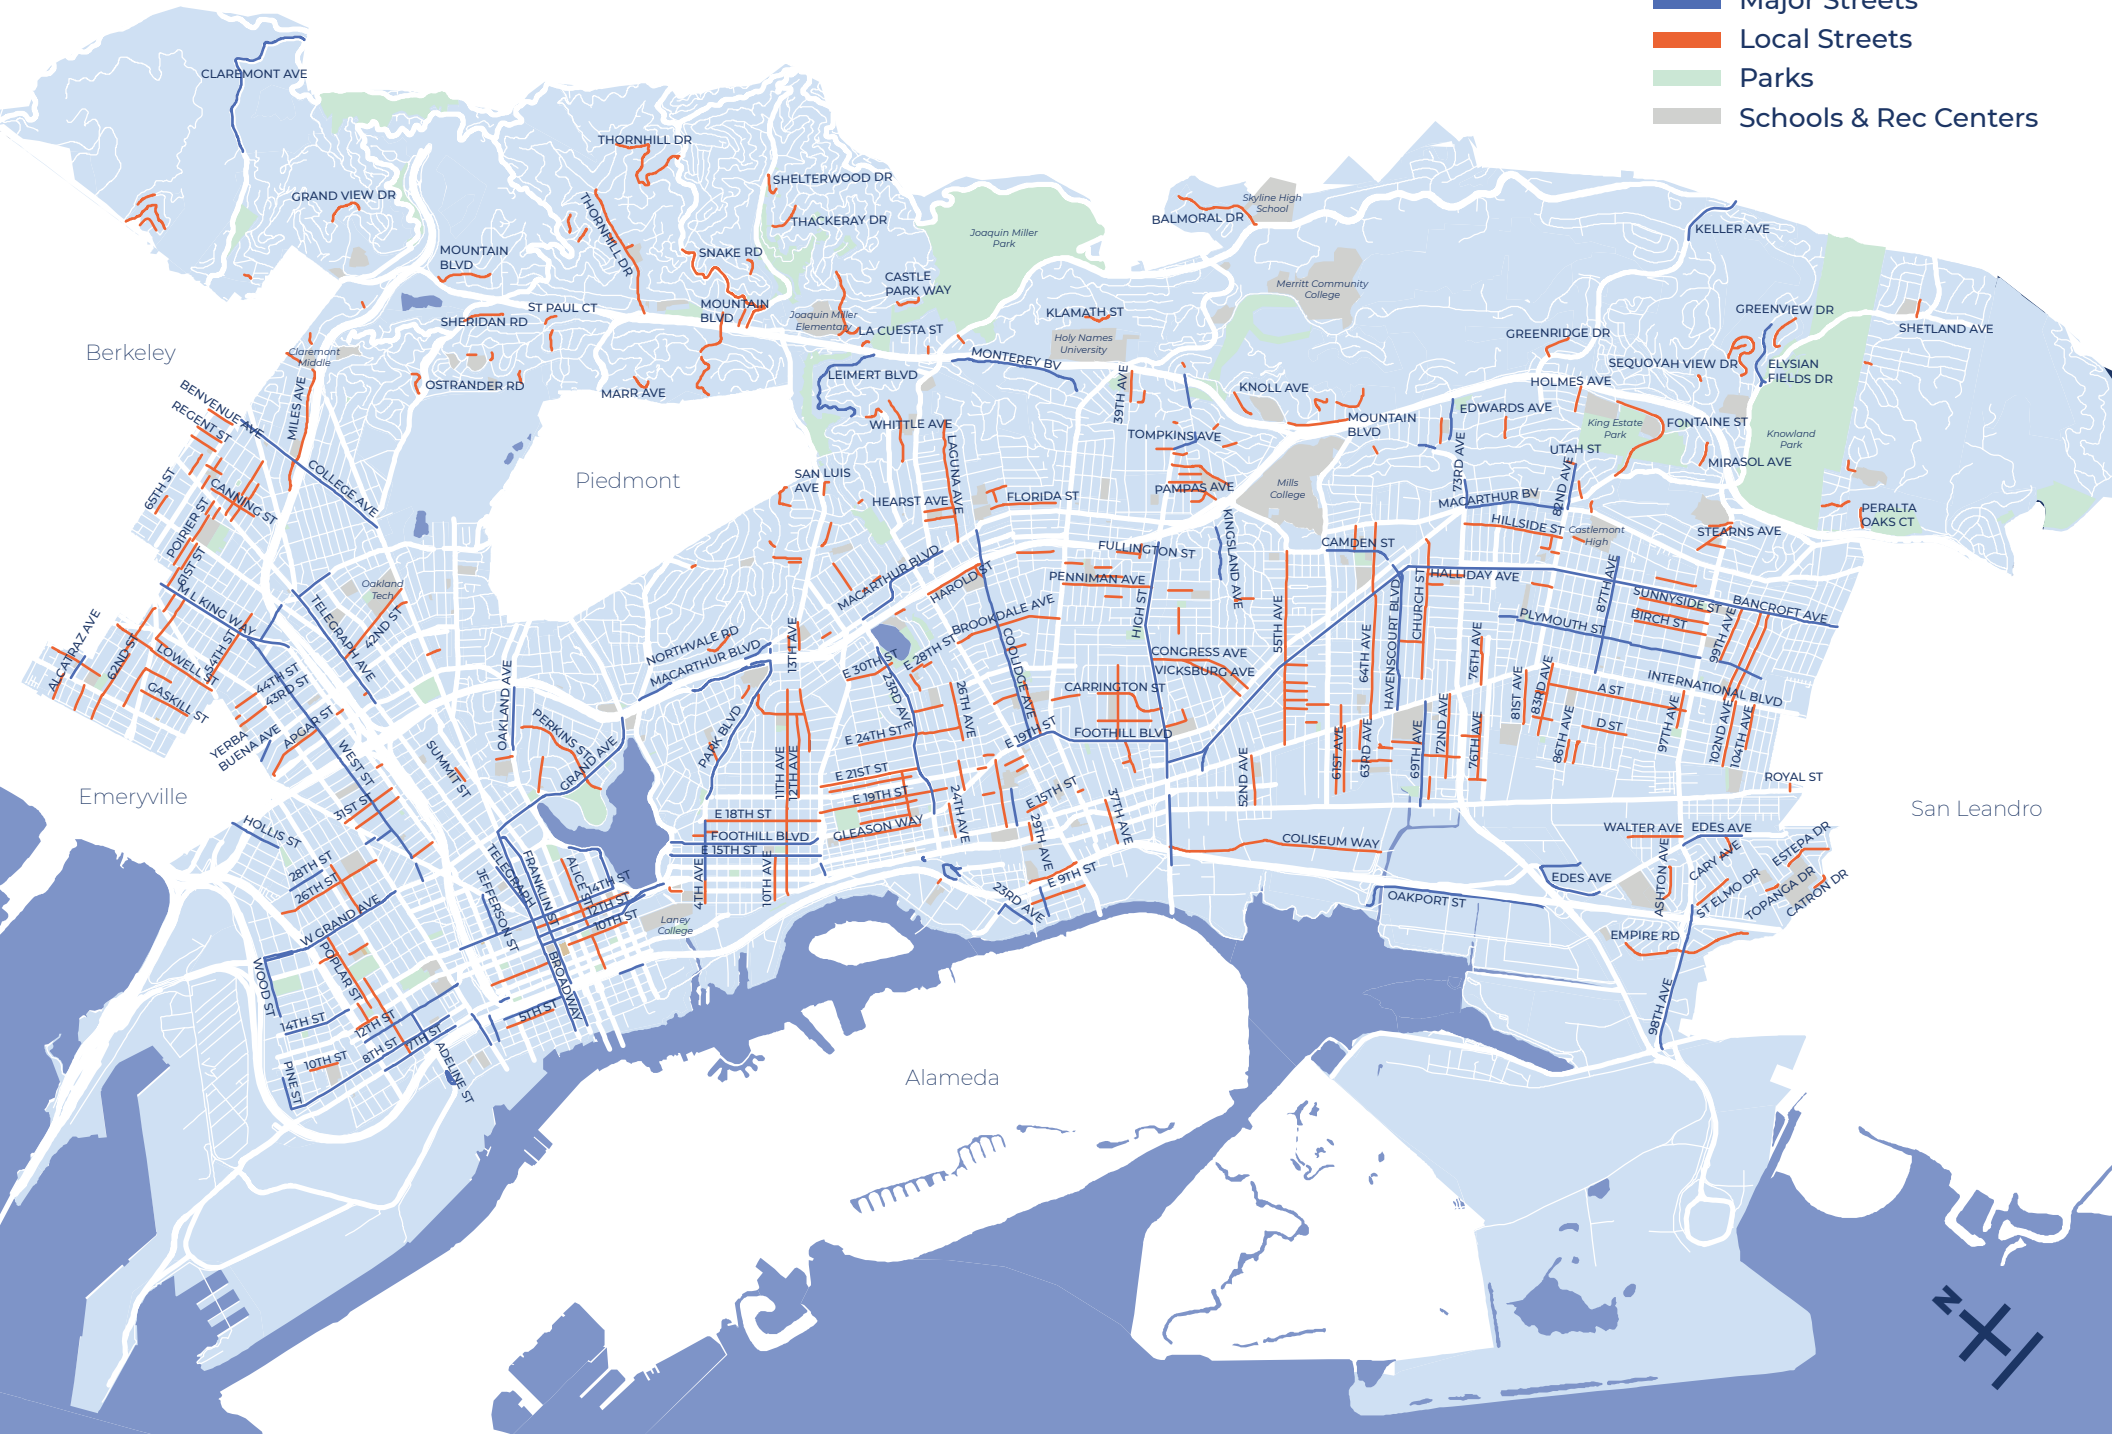 Major Streets
Local Streets
Parks
Schools & Rec Centers
CLAREMONT AVE
THORNHILL DR
SHELTERWOOD DR
GRAND VIEW DR
THORNHILL DR
THACKERAY DR
BALMORAL DR
Skyline High
School
KELLER AVE
Joaquin Miller
Park
MOUNTAIN
BLVD
SNAKE RD
CASTLE
PARK WAY
Merritt Community
College
MOUNTAIN
BLVD
ST PAUL CT
SHERIDAN RD
Joaquin Miller
Elementary
LA CUESTA ST
KLAMATH ST
Holy Names
University
GREENVIEW DR
SHETLAND AVE
GREENRIDGE DR
Berkeley
Claremont
Middle
MONTEREY BV
SEQUOYAH VIEW DR
ELYSIAN
FIELDS DR
LEIMERT BLVD
HOLMES AVE
BENVENUE AVE
REGENT ST
MILES AVE
OSTRANDER RD
MARR AVE
39TH AVE
KNOLL AVE
EDWARDS AVE
MOUNTAIN
BLVD
King Estate
Park
FONTAINE ST
Knowland
Park
WHITTLE AVE
LAGUNA AVE
TOMPKINS AVE
73RD AVE
UTAH ST
MIRASOL AVE
COLLEGE AVE
Piedmont
SAN LUIS
AVE
65TH ST
CANNING ST
HEARST AVE
FLORIDA ST
PAMPAS AVE
Mills
College
MACARTHUR BV
82ND AVE
PERALTA
OAKS CT
POIRIER ST
KINGSLAND AVE
HILLSIDE ST
Castlemont
High
STEARNS AVE
61ST ST
FULLINGTON ST
CAMDEN ST
MACARTHUR BLVD
HAROLD ST
PENNIMAN AVE
HALLIDAY AVE
87TH AVE
Oakland
Tech
M L KING WAY
TELEGRAPH AVE
42ND ST
BROOKDALE AVE
HIGH ST
55TH AVE
64TH AVE
HAVENSCOURT BLVD
CHURCH ST
PLYMOUTH ST
SUNNYSIDE ST
BIRCH ST
BANCROFT AVE
99TH AVE
ALCATRAZ AVE
62ND ST
LOWELL ST
54TH ST
NORTHVALE RD
MACARTHUR BLVD
13TH AVE
E 30TH ST
E 28TH ST
COOLIDGE AVE
CONGRESS AVE
VICKSBURG AVE
76TH AVE
GASKILL ST
44TH ST
43RD ST
OAKLAND AVE
23RD AVE
26TH AVE
CARRINGTON ST
81ST AVE
83RD AVE
A ST
INTERNATIONAL BLVD
YERBA
BUENA AVE
APGAR ST
WEST ST
SUMMIT ST
PERKINS ST
GRAND AVE
PARK BLVD
E 24TH ST
E 19TH ST
FOOTHILL BLVD
61ST AVE
63RD AVE
69TH AVE
72ND AVE
76TH AVE
86TH AVE
D ST
97TH AVE
102ND AVE
104TH AVE
11TH AVE
12TH AVE
E 21ST ST
52ND AVE
ROYAL ST
Emeryville
San Leandro
31ST ST
E 19TH ST
24TH AVE
E 15TH ST
37TH AVE
HOLLIS ST
E 18TH ST
FOOTHILL BLVD
GLEASON WAY
29TH AVE
COLISEUM WAY
WALTER AVE
EDES AVE
E 15TH ST
28TH ST
26TH ST
TELEGRAPH
FRANKLIN ST
ALICE ST
14TH ST
4TH AVE
10TH AVE
E 9TH ST
EDES AVE
ASHTON AVE
CARY AVE
ESTEPA DR
JEFFERSON ST
12TH ST
10TH ST
23RD AVE
OAKPORT ST
ST ELMO DR
TOPANGA DR
CATRON DR
W GRAND AVE
Laney
College
EMPIRE RD
WOOD ST
POPLAR ST
BROADWAY
98TH AVE
14TH ST
12TH ST
5TH ST
10TH ST
8TH ST
7TH ST
PINE ST
ADELINE ST
Alameda
N